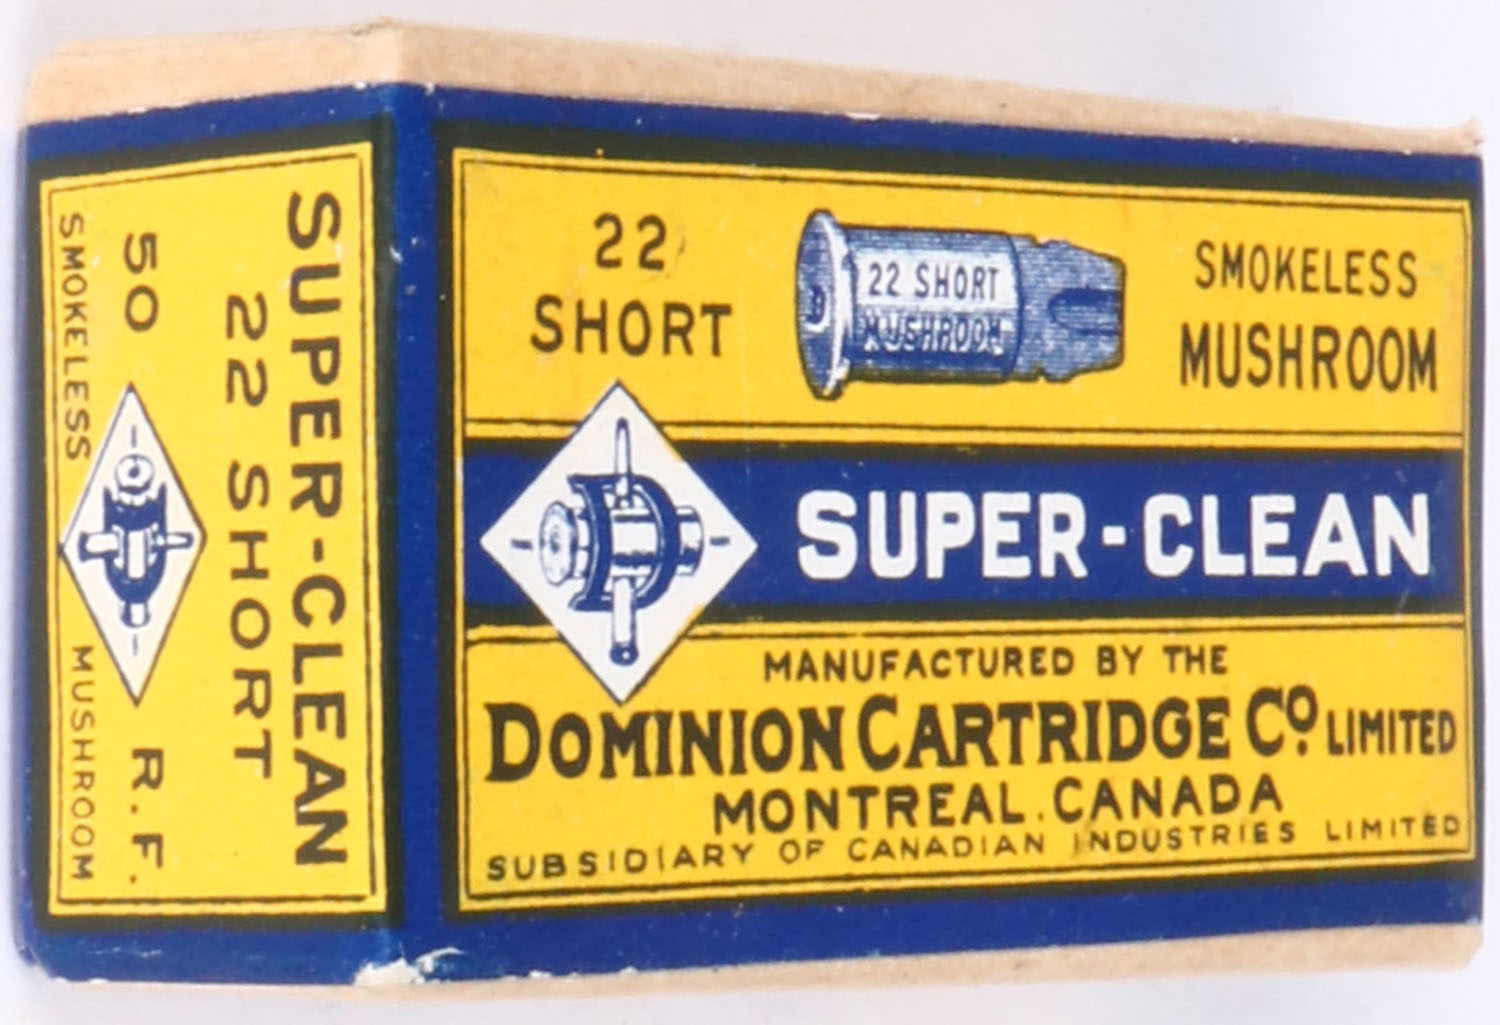 SUPER-CLEAN
22 SHORT
50 R.F.
SMOKELESS MUSHROOM
22
SHORT
22 SHORT
MUSHROOM
SMOKELESS
MUSHROOM
SUPER-CLEAN
MANUFACTURED BY THE
DOMINION CARTRIDGE CO. LIMITED
MONTREAL. CANADA
SUBSIDIARY OF CANADIAN INDUSTRIES LIMITED